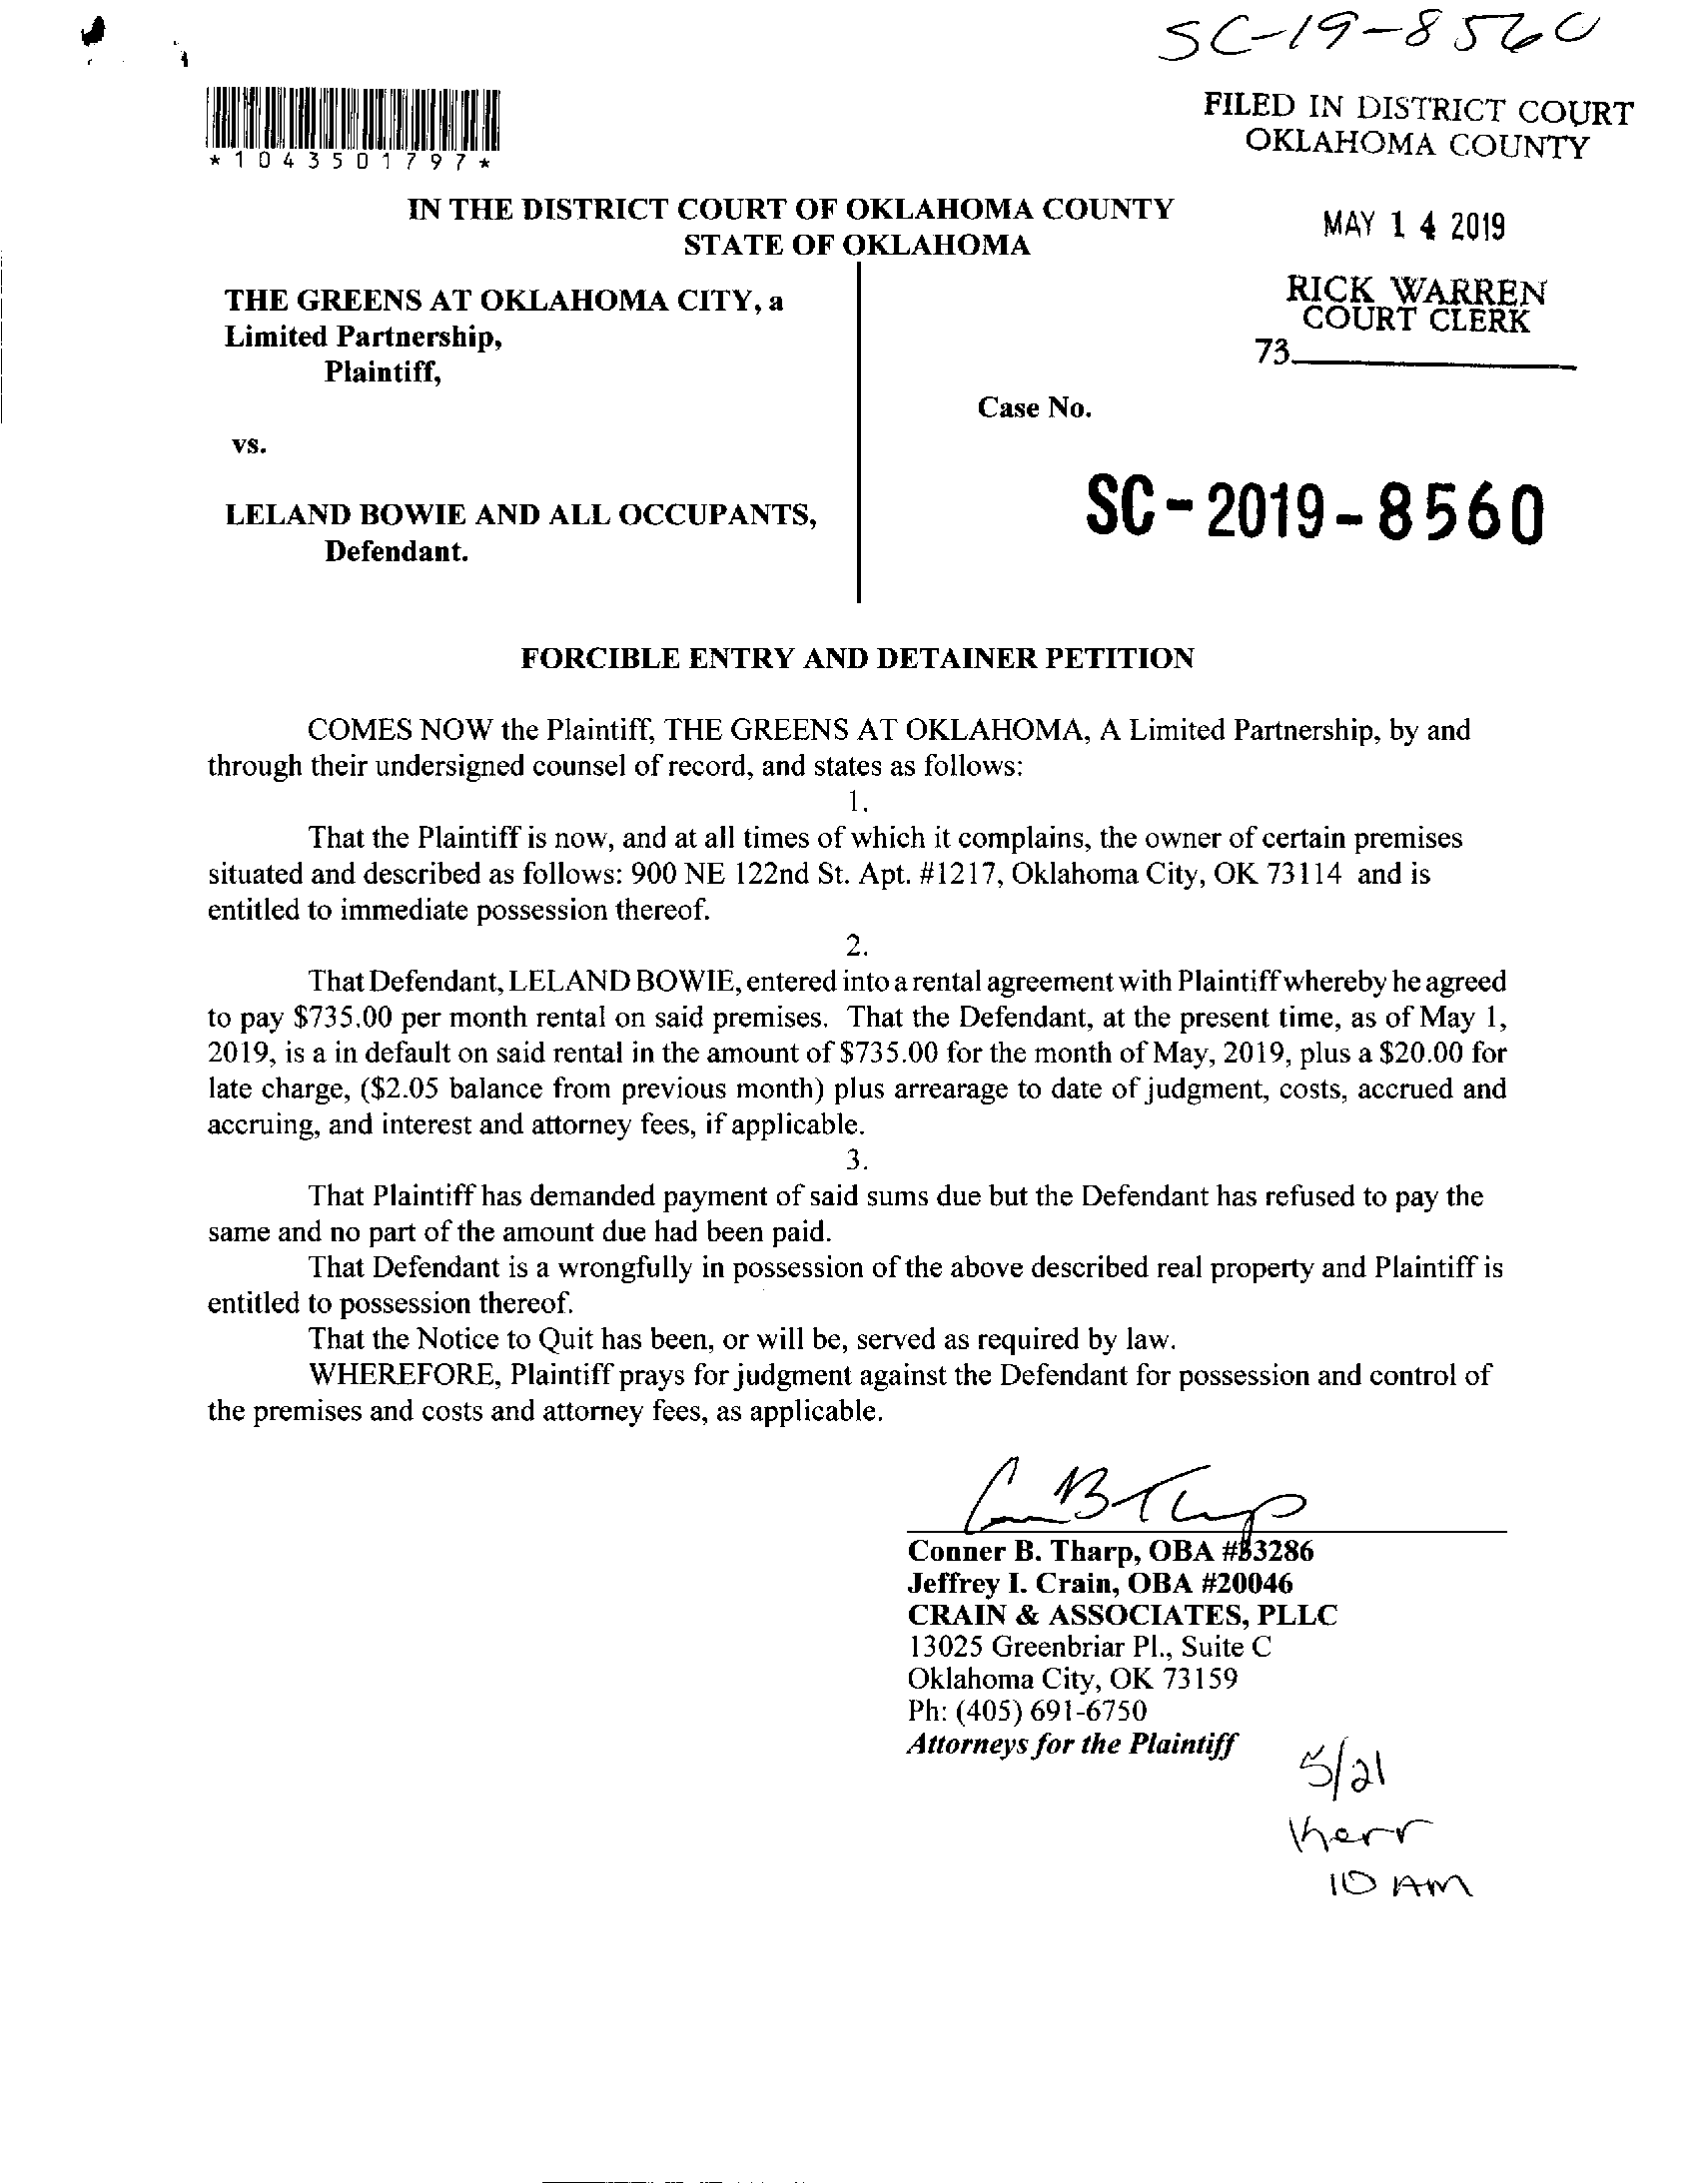 SC-19-8560
*1043501797*
FILED IN DISTRICT COURT
OKLAHOMA COUNTY
MAY 14 2019
RICK WARREN
COURT CLERK
73
IN THE DISTRICT COURT OF OKLAHOMA COUNTY
STATE OF OKLAHOMA
THE GREENS AT OKLAHOMA CITY, a
Limited Partnership,
Plaintiff,
vs.
LELAND BOWIE AND ALL OCCUPANTS,
Defendant.
Case No.
SC-2019-8560
FORCIBLE ENTRY AND DETAINER PETITION
COMES NOW the Plaintiff, THE GREENS AT OKLAHOMA, A Limited Partnership, by and
through their undersigned counsel of record, and states as follows:
1.
That the Plaintiff is now, and at all times of which it complains, the owner of certain premises
situated and described as follows: 900 NE 122nd St. Apt. #1217, Oklahoma City, OK 73114 and is
entitled to immediate possession thereof.
2.
That Defendant, LELAND BOWIE, entered into a rental agreement with Plaintiff whereby he agreed
to pay $735.00 per month rental on said premises. That the Defendant, at the present time, as of May 1,
2019, is a in default on said rental in the amount of $735.00 for the month of May, 2019, plus a $20.00 for
late charge, ($2.05 balance from previous month) plus arrearage to date of judgment, costs, accrued and
accruing, and interest and attorney fees, if applicable.
3.
That Plaintiff has demanded payment of said sums due but the Defendant has refused to pay the
same and no part of the amount due had been paid.
That Defendant is a wrongfully in possession of the above described real property and Plaintiff is
entitled to possession thereof.
That the Notice to Quit has been, or will be, served as required by law.
WHEREFORE, Plaintiff prays for judgment against the Defendant for possession and control of
the premises and costs and attorney fees, as applicable.
Conner B. Tharp, OBA #33286
Jeffrey I. Crain, OBA #20046
CRAIN & ASSOCIATES, PLLC
13025 Greenbriar Pl., Suite C
Oklahoma City, OK 73159
Ph: (405) 691-6750
Attorneys for the Plaintiff
5/21
Kerr
10 AM